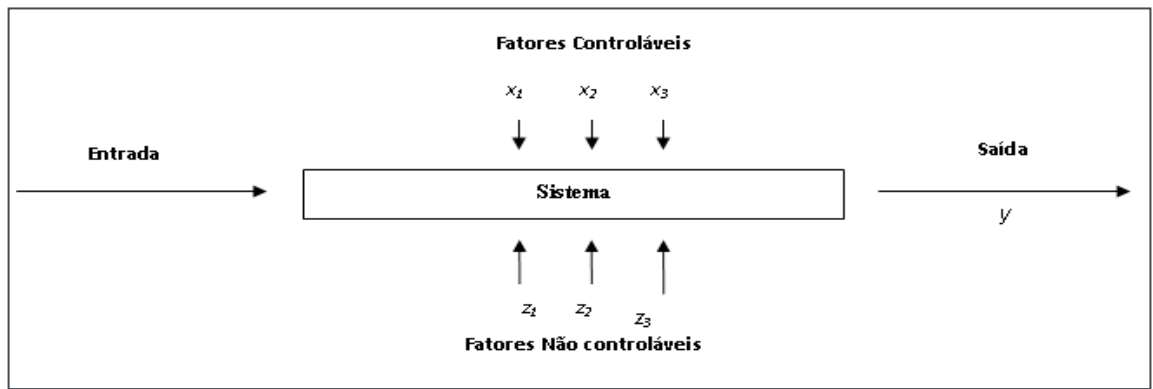 Fatores Controláveis
x₁ x₂ x₃
Entrada
Saída
Sistema
y
z₁ z₂ z₃
Fatores Não controláveis